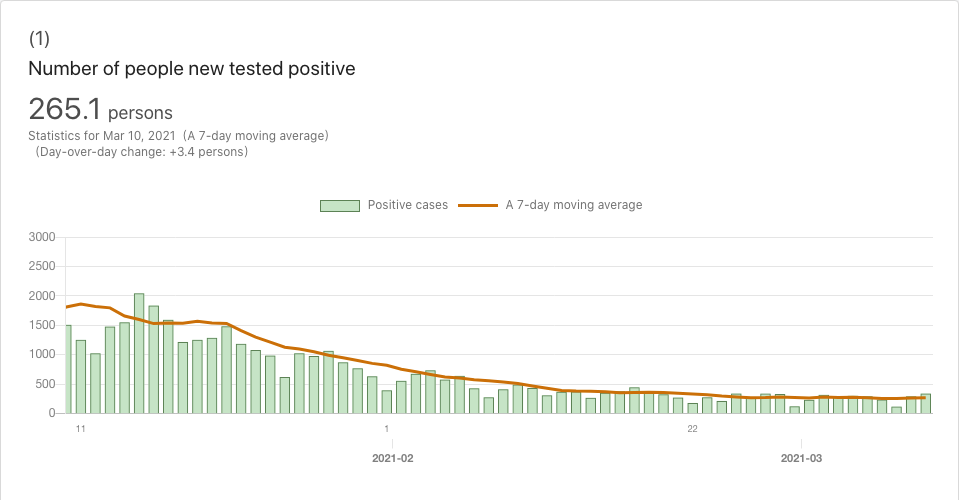 (1)
Number of people new tested positive
265.1 persons
Statistics for Mar 10, 2021 (A 7-day moving average)
(Day-over-day change: +3.4 persons)
Positive cases A 7-day moving average
3000
2500
2000
1500
1000
500
0
11 1 22
2021-02 2021-03